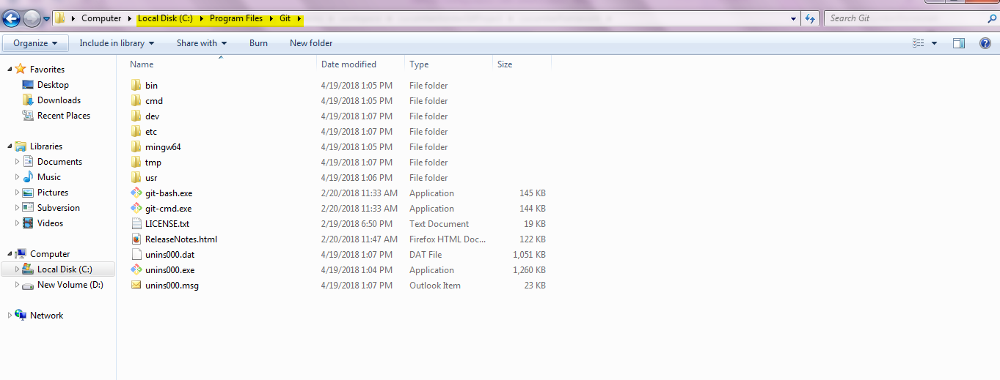 Computer Local Disk (C:) Program Files Git Search Git
Organize Include in library Share with Burn New folder
Name Date modified Type Size
Favorites
Desktop
Downloads
Recent Places
Libraries
Documents
Music
Pictures
Subversion
Videos
Computer
Local Disk (C:)
New Volume (D:)
Network
bin 4/19/2018 1:05 PM File folder
cmd 4/19/2018 1:05 PM File folder
dev 4/19/2018 1:07 PM File folder
etc 4/19/2018 1:07 PM File folder
mingw64 4/19/2018 1:05 PM File folder
tmp 4/19/2018 1:07 PM File folder
usr 4/19/2018 1:06 PM File folder
git-bash.exe 2/20/2018 11:33 AM Application 145 KB
git-cmd.exe 2/20/2018 11:33 AM Application 144 KB
LICENSE.txt 2/19/2018 6:50 PM Text Document 19 KB
ReleaseNotes.html 2/20/2018 11:47 AM Firefox HTML Doc... 122 KB
unins000.dat 4/19/2018 1:07 PM DAT File 1,051 KB
unins000.exe 4/19/2018 1:04 PM Application 1,260 KB
unins000.msg 4/19/2018 1:07 PM Outlook Item 23 KB